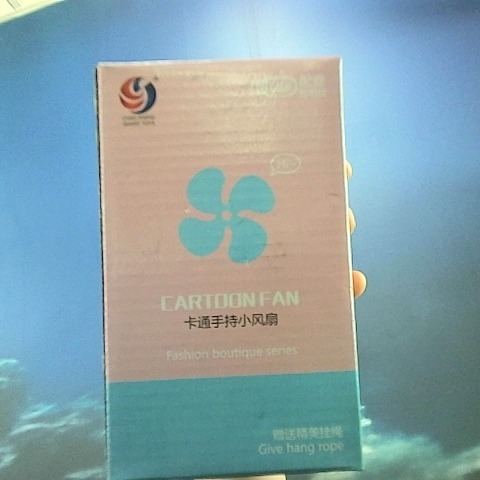 Hi~
CARTOON FAN
卡通手持小风扇
Fashion boutique series
赠送精美挂绳
Give hang rope